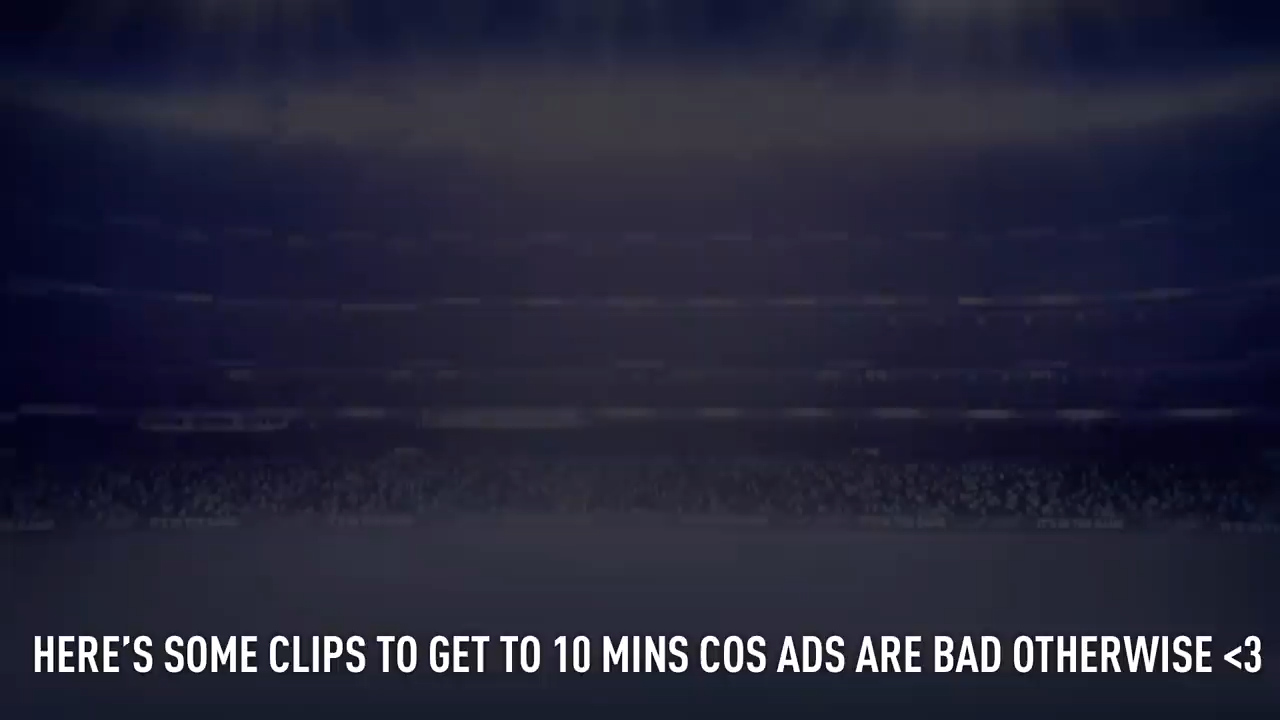 HERE’S SOME CLIPS TO GET TO 10 MINS COS ADS ARE BAD OTHERWISE <3